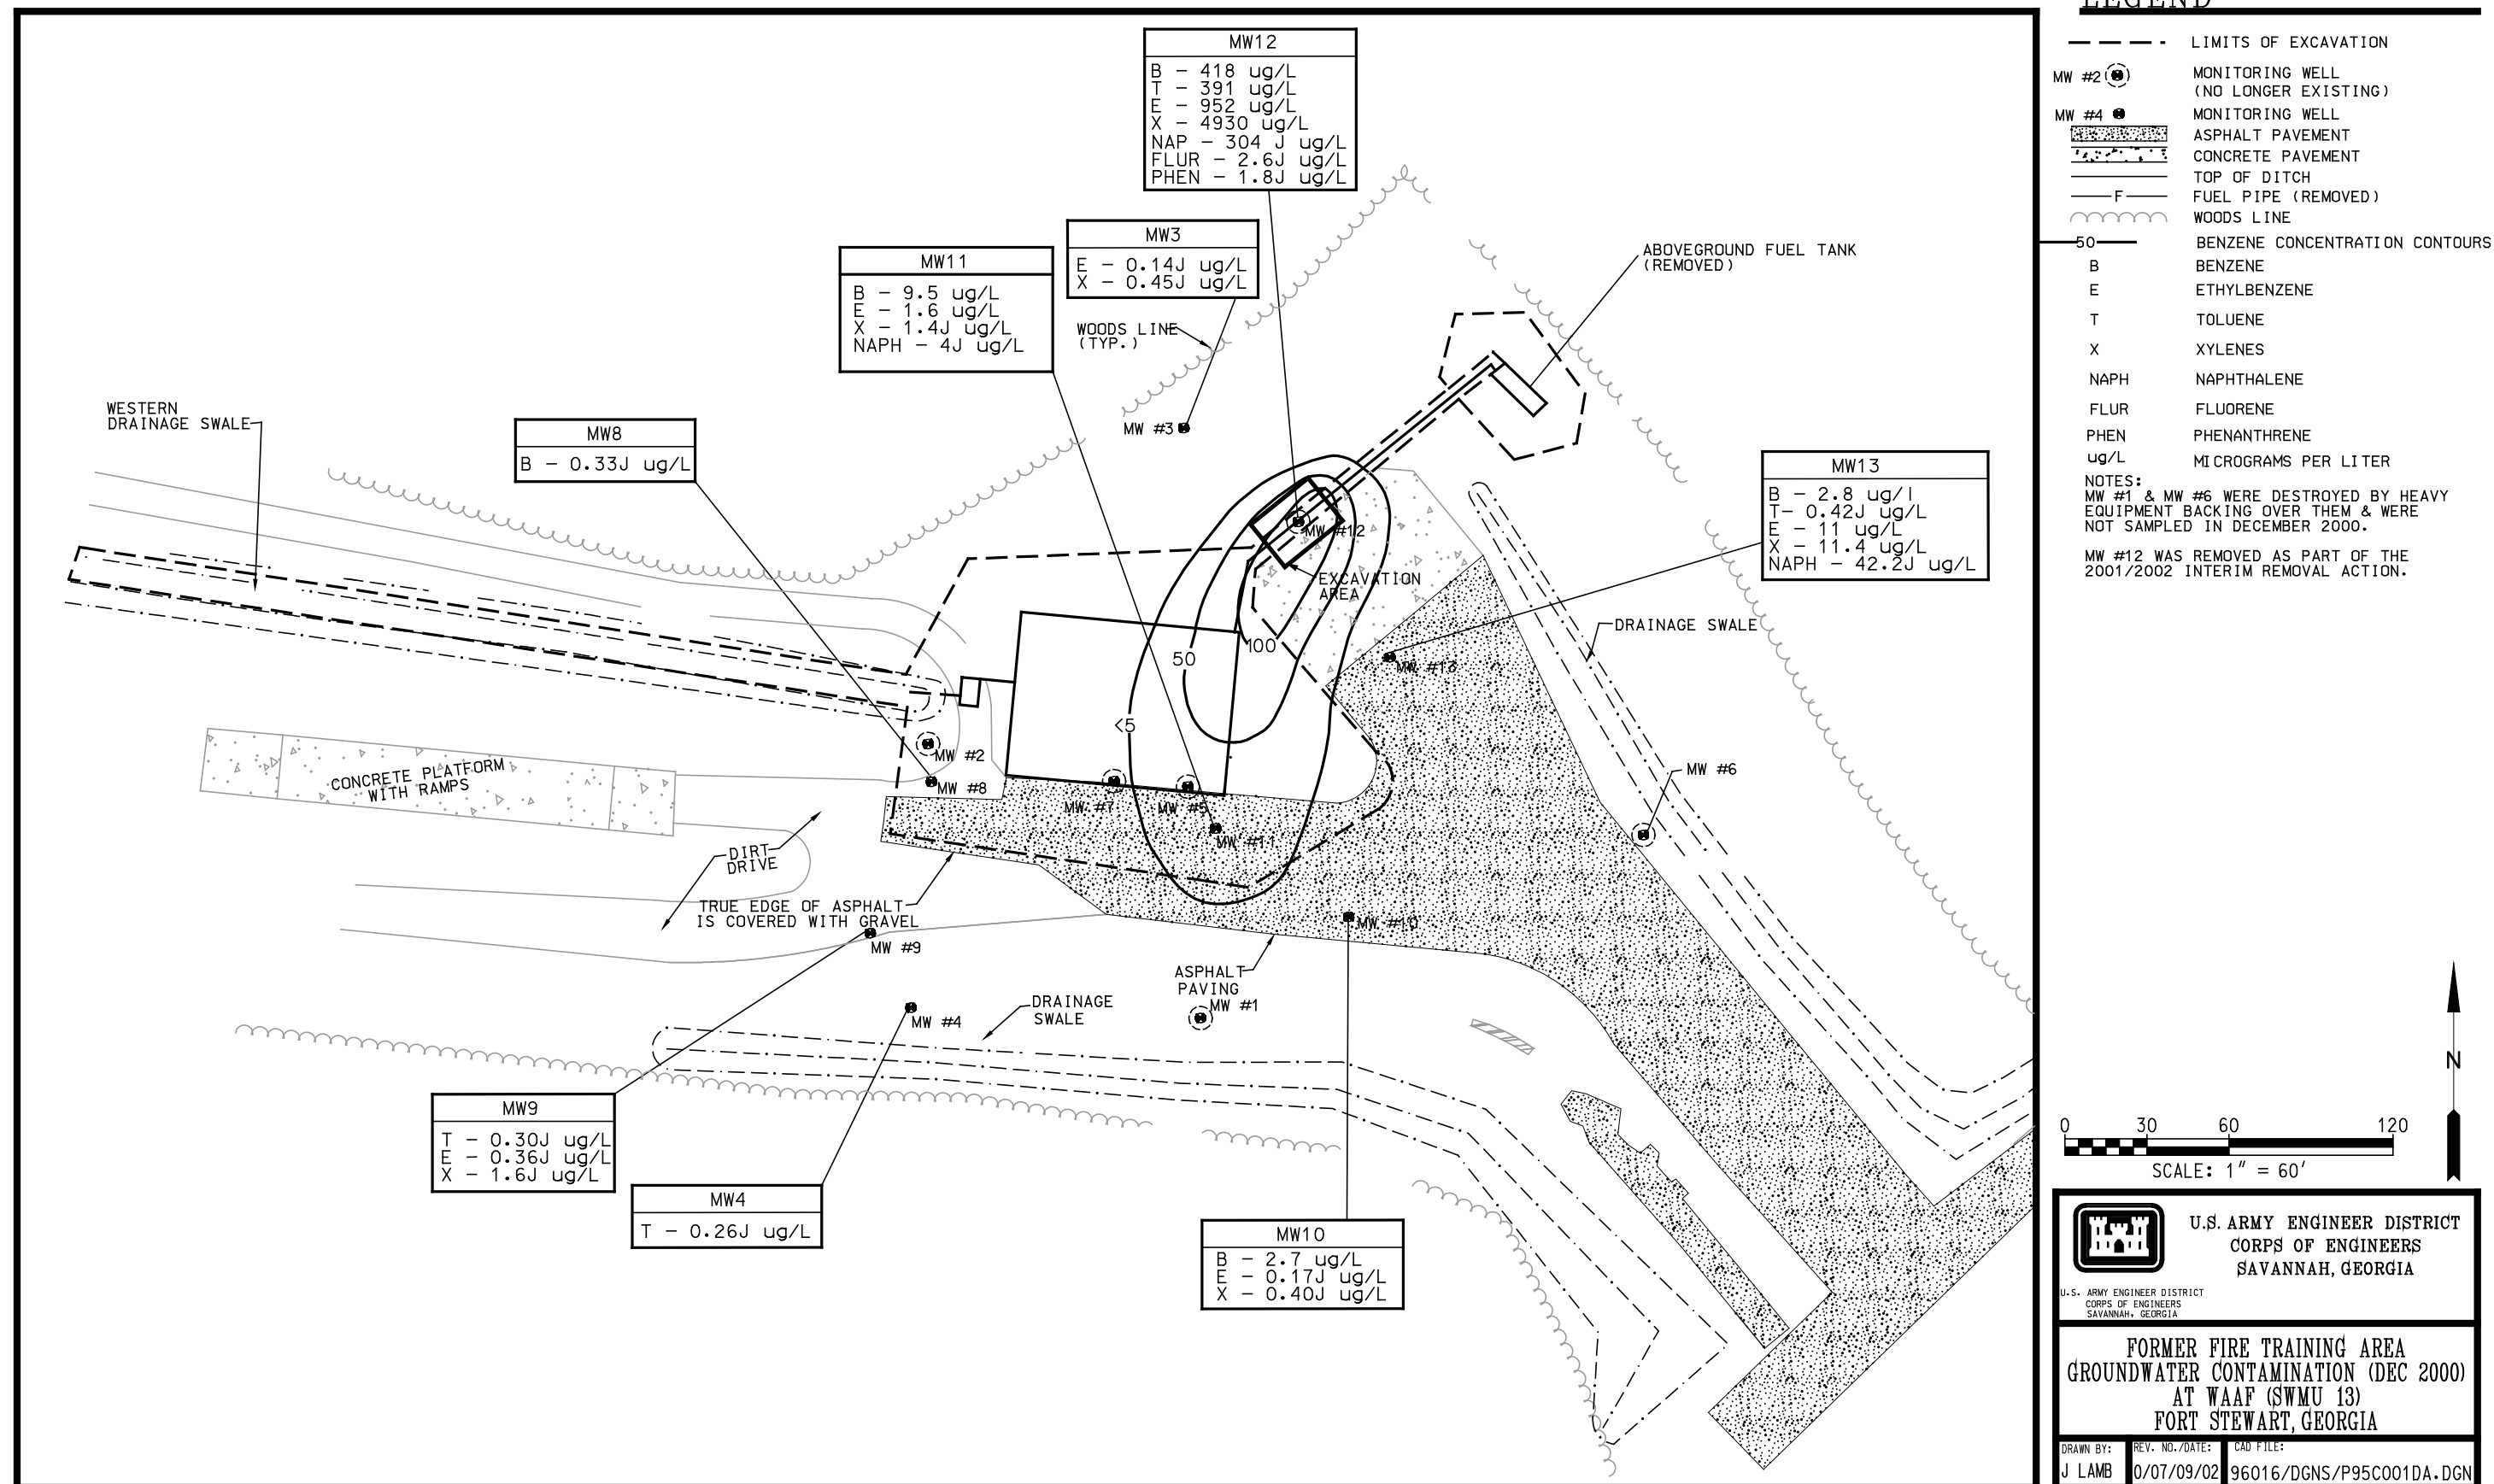 MW12
B - 418 ug/L
T - 391 ug/L
E - 952 ug/L
X - 4930 ug/L
NAP - 304 J ug/L
FLUR - 2.6J ug/L
PHEN - 1.8J ug/L
MW3
E - 0.14J ug/L
X - 0.45J ug/L
MW11
B - 9.5 ug/L
E - 1.6 ug/L
X - 1.4J ug/L
NAPH - 4J ug/L
ABOVEGROUND FUEL TANK
(REMOVED)
WOODS LINE
(TYP.)
WESTERN
DRAINAGE SWALE
MW8
B - 0.33J ug/L
MW #3
MW13
B - 2.8 ug/l
T- 0.42J ug/L
E - 11 ug/L
X - 11.4 ug/L
NAPH - 42.2J ug/L
MW #12
EXCAVATION
AREA
DRAINAGE SWALE
100
50
<5
MW #13
MW #2
MW #8
MW #7
MW #5
MW #11
MW #6
CONCRETE PLATFORM
WITH RAMPS
DIRT
DRIVE
TRUE EDGE OF ASPHALT
IS COVERED WITH GRAVEL
MW #10
MW #9
ASPHALT
PAVING
MW #1
MW #4
DRAINAGE
SWALE
MW9
T - 0.30J ug/L
E - 0.36J ug/L
X - 1.6J ug/L
MW4
T - 0.26J ug/L
MW10
B - 2.7 ug/L
E - 0.17J ug/L
X - 0.40J ug/L
LEGEND
LIMITS OF EXCAVATION
MW #2 MONITORING WELL
(NO LONGER EXISTING)
MW #4 MONITORING WELL
ASPHALT PAVEMENT
CONCRETE PAVEMENT
TOP OF DITCH
F FUEL PIPE (REMOVED)
WOODS LINE
50 BENZENE CONCENTRATION CONTOURS
B BENZENE
E ETHYLBENZENE
T TOLUENE
X XYLENES
NAPH NAPHTHALENE
FLUR FLUORENE
PHEN PHENANTHRENE
ug/L MICROGRAMS PER LITER
NOTES:
MW #1 & MW #6 WERE DESTROYED BY HEAVY
EQUIPMENT BACKING OVER THEM & WERE
NOT SAMPLED IN DECEMBER 2000.
MW #12 WAS REMOVED AS PART OF THE
2001/2002 INTERIM REMOVAL ACTION.
N
0 30 60 120
SCALE: 1" = 60'
U.S. ARMY ENGINEER DISTRICT
CORPS OF ENGINEERS
SAVANNAH, GEORGIA
U.S. ARMY ENGINEER DISTRICT
CORPS OF ENGINEERS
SAVANNAH, GEORGIA
FORMER FIRE TRAINING AREA
GROUNDWATER CONTAMINATION (DEC 2000)
AT WAAF (SWMU 13)
FORT STEWART, GEORGIA
DRAWN BY: REV. NO./DATE: CAD FILE:
J LAMB 0/07/09/02 96016/DGNS/P95C001DA.DGN